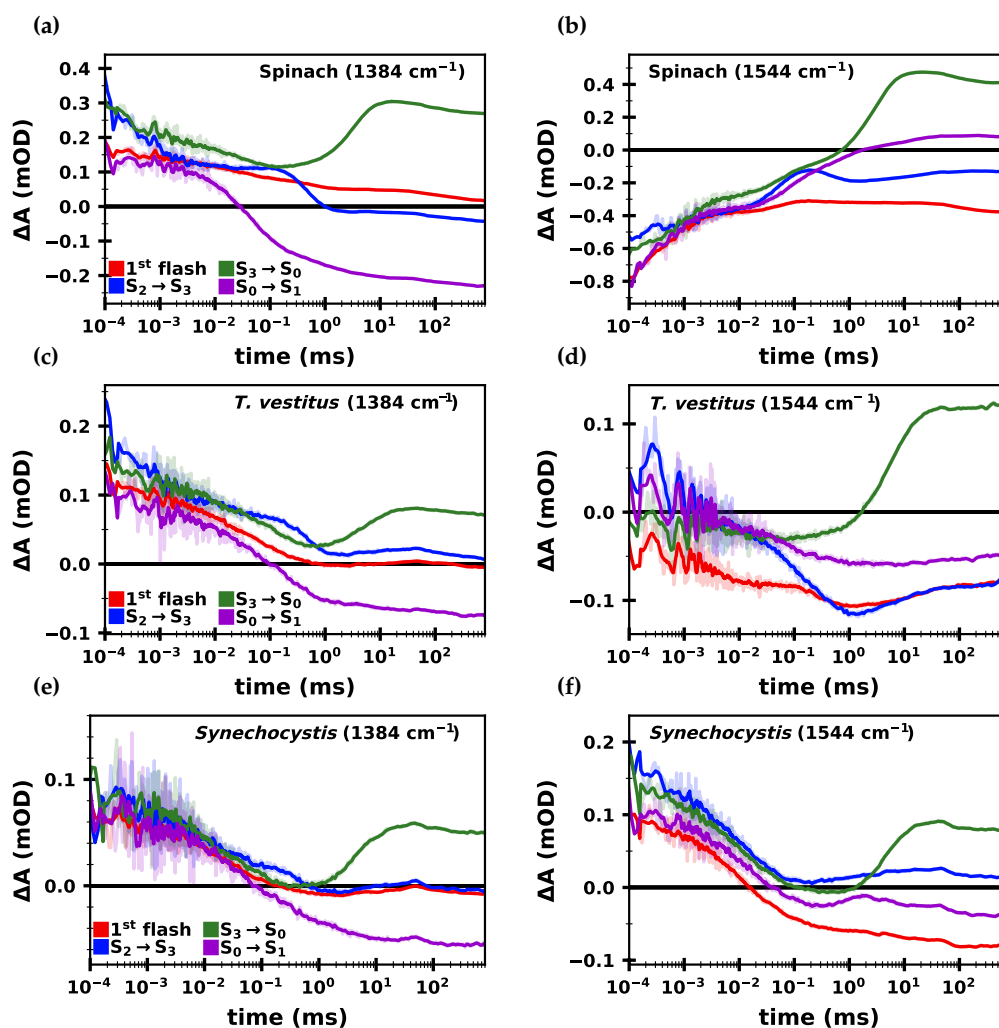 (a)
Spinach (1384 cm⁻¹)
ΔA (mOD)
0.4
0.3
0.2
0.1
0.0
−0.1
−0.2
1ˢᵗ flash
S₂ → S₃
S₃ → S₀
S₀ → S₁
10⁻⁴ 10⁻³ 10⁻² 10⁻¹ 10⁰ 10¹ 10²
time (ms)
(b)
Spinach (1544 cm⁻¹)
ΔA (mOD)
0.4
0.2
0.0
−0.2
−0.4
−0.6
−0.8
10⁻⁴ 10⁻³ 10⁻² 10⁻¹ 10⁰ 10¹ 10²
time (ms)
(c)
T. vestitus (1384 cm⁻¹)
ΔA (mOD)
0.2
0.1
0.0
−0.1
1ˢᵗ flash
S₂ → S₃
S₃ → S₀
S₀ → S₁
10⁻⁴ 10⁻³ 10⁻² 10⁻¹ 10⁰ 10¹ 10²
time (ms)
(d)
T. vestitus (1544 cm⁻¹)
ΔA (mOD)
0.1
0.0
−0.1
10⁻⁴ 10⁻³ 10⁻² 10⁻¹ 10⁰ 10¹ 10²
time (ms)
(e)
Synechocystis (1384 cm⁻¹)
ΔA (mOD)
0.1
0.0
1ˢᵗ flash
S₂ → S₃
S₃ → S₀
S₀ → S₁
10⁻⁴ 10⁻³ 10⁻² 10⁻¹ 10⁰ 10¹ 10²
time (ms)
(f)
Synechocystis (1544 cm⁻¹)
ΔA (mOD)
0.2
0.1
0.0
−0.1
10⁻⁴ 10⁻³ 10⁻² 10⁻¹ 10⁰ 10¹ 10²
time (ms)